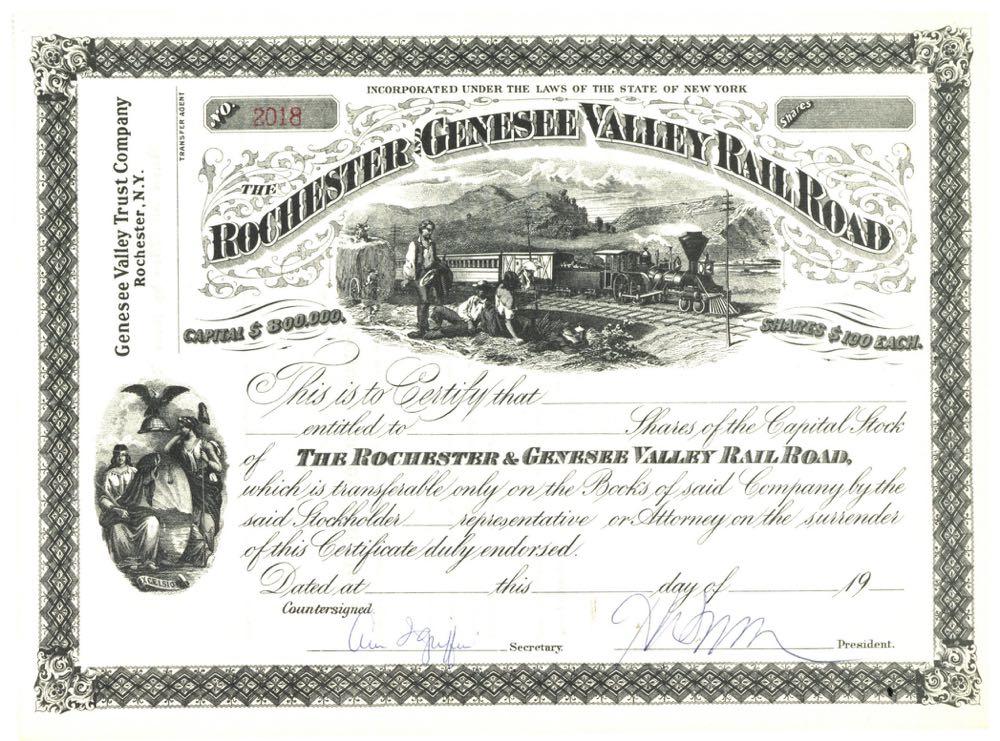 INCORPORATED UNDER THE LAWS OF THE STATE OF NEW YORK
NO. 2018
Shares
THE ROCHESTER AND GENESEE VALLEY RAIL ROAD
CAPITAL $ 800.000.
SHARES $ 100 EACH.
Genesee Valley Trust Company
Rochester, N.Y.
TRANSFER AGENT
This is to Certify that
entitled to Shares of the Capital Stock
of THE ROCHESTER & GENESEE VALLEY RAIL ROAD,
which is transferable only on the Books of said Company by the
said Stockholder representative or Attorney on the surrender
of this Certificate duly endorsed.
Dated at this day of 19
Countersigned
Secretary.
President.
EXCELSIOR